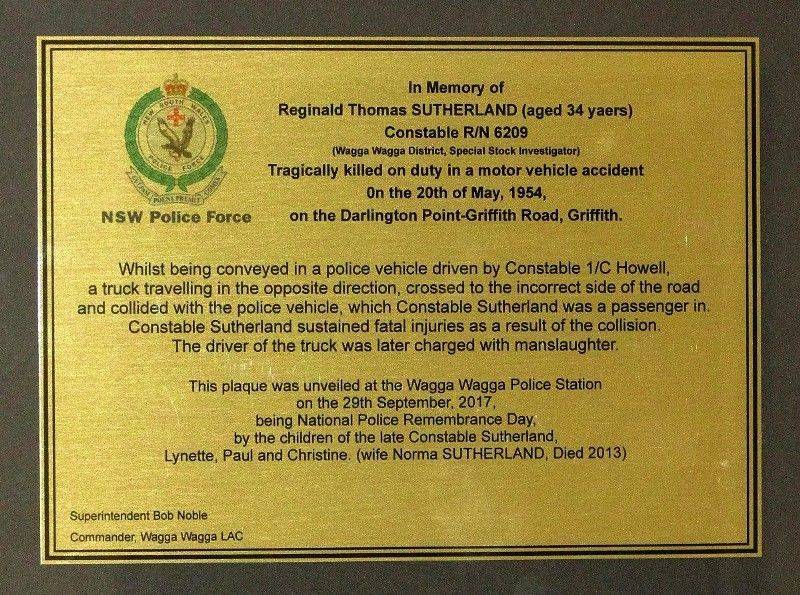 In Memory of
Reginald Thomas SUTHERLAND (aged 34 yaers)
Constable R/N 6209
(Wagga Wagga District, Special Stock Investigator)
Tragically killed on duty in a motor vehicle accident
0n the 20th of May, 1954,
on the Darlington Point-Griffith Road, Griffith.
NEW SOUTH WALES
POLICE FORCE
NSW Police Force
Whilst being conveyed in a police vehicle driven by Constable 1/C Howell,
a truck travelling in the opposite direction, crossed to the incorrect side of the road
and collided with the police vehicle, which Constable Sutherland was a passenger in.
Constable Sutherland sustained fatal injuries as a result of the collision.
The driver of the truck was later charged with manslaughter.
This plaque was unveiled at the Wagga Wagga Police Station
on the 29th September, 2017,
being National Police Remembrance Day,
by the children of the late Constable Sutherland,
Lynette, Paul and Christine. (wife Norma SUTHERLAND, Died 2013)
Superintendent Bob Noble
Commander, Wagga Wagga LAC